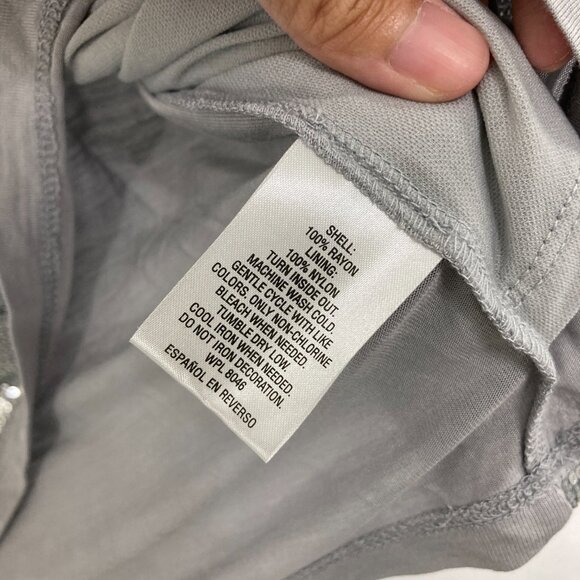 SHELL:
100% RAYON
LINING:
100% NYLON.
TURN INSIDE OUT.
MACHINE WASH COLD.
GENTLE CYCLE WITH LIKE
COLORS. ONLY NON-CHLORINE
BLEACH WHEN NEEDED.
TUMBLE DRY LOW.
COOL IRON WHEN NEEDED.
DO NOT IRON DECORATION.
WPL 8046
ESPAÑOL EN REVERSO